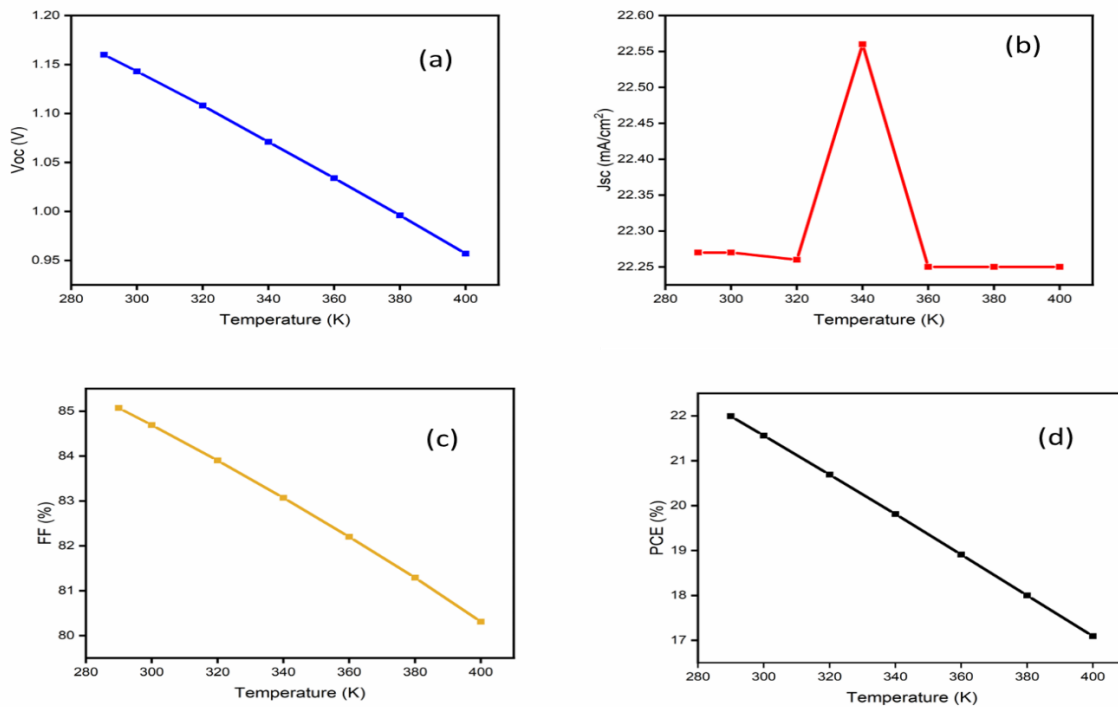 (a)
Voc (V)
1.20
1.15
1.10
1.05
1.00
0.95
280 300 320 340 360 380 400
Temperature (K)
(b)
Jsc (mA/cm²)
22.60
22.55
22.50
22.45
22.40
22.35
22.30
22.25
280 300 320 340 360 380 400
Temperature (K)
(c)
FF (%)
85
84
83
82
81
80
280 300 320 340 360 380 400
Temperature (K)
(d)
PCE (%)
22
21
20
19
18
17
280 300 320 340 360 380 400
Temperature (K)